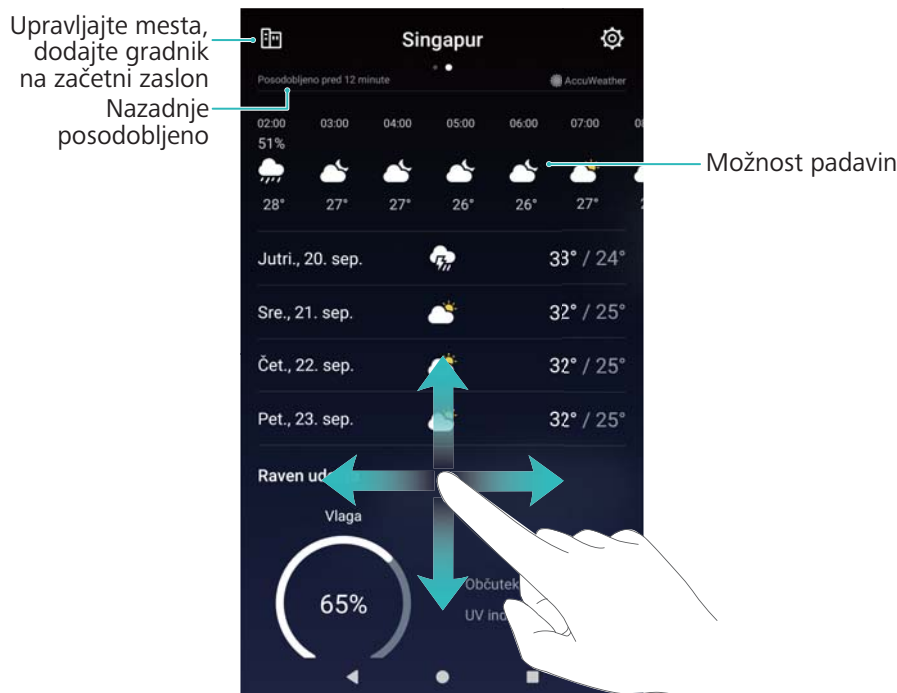 Upravljajte mesta,
dodajte gradnik
na začetni zaslon
Nazadnje
posodobljeno
Možnost padavin
Singapur
Posodobljeno pred 12 minute
AccuWeather
02:00 03:00 04:00 05:00 06:00 07:00
51%
28° 27° 27° 26° 26° 27°
Jutri., 20. sep. 33° / 24°
Sre., 21. sep. 32° / 25°
Čet., 22. sep. 32° / 25°
Pet., 23. sep. 32° / 25°
Raven
Vlaga
65%
Občutek
UV